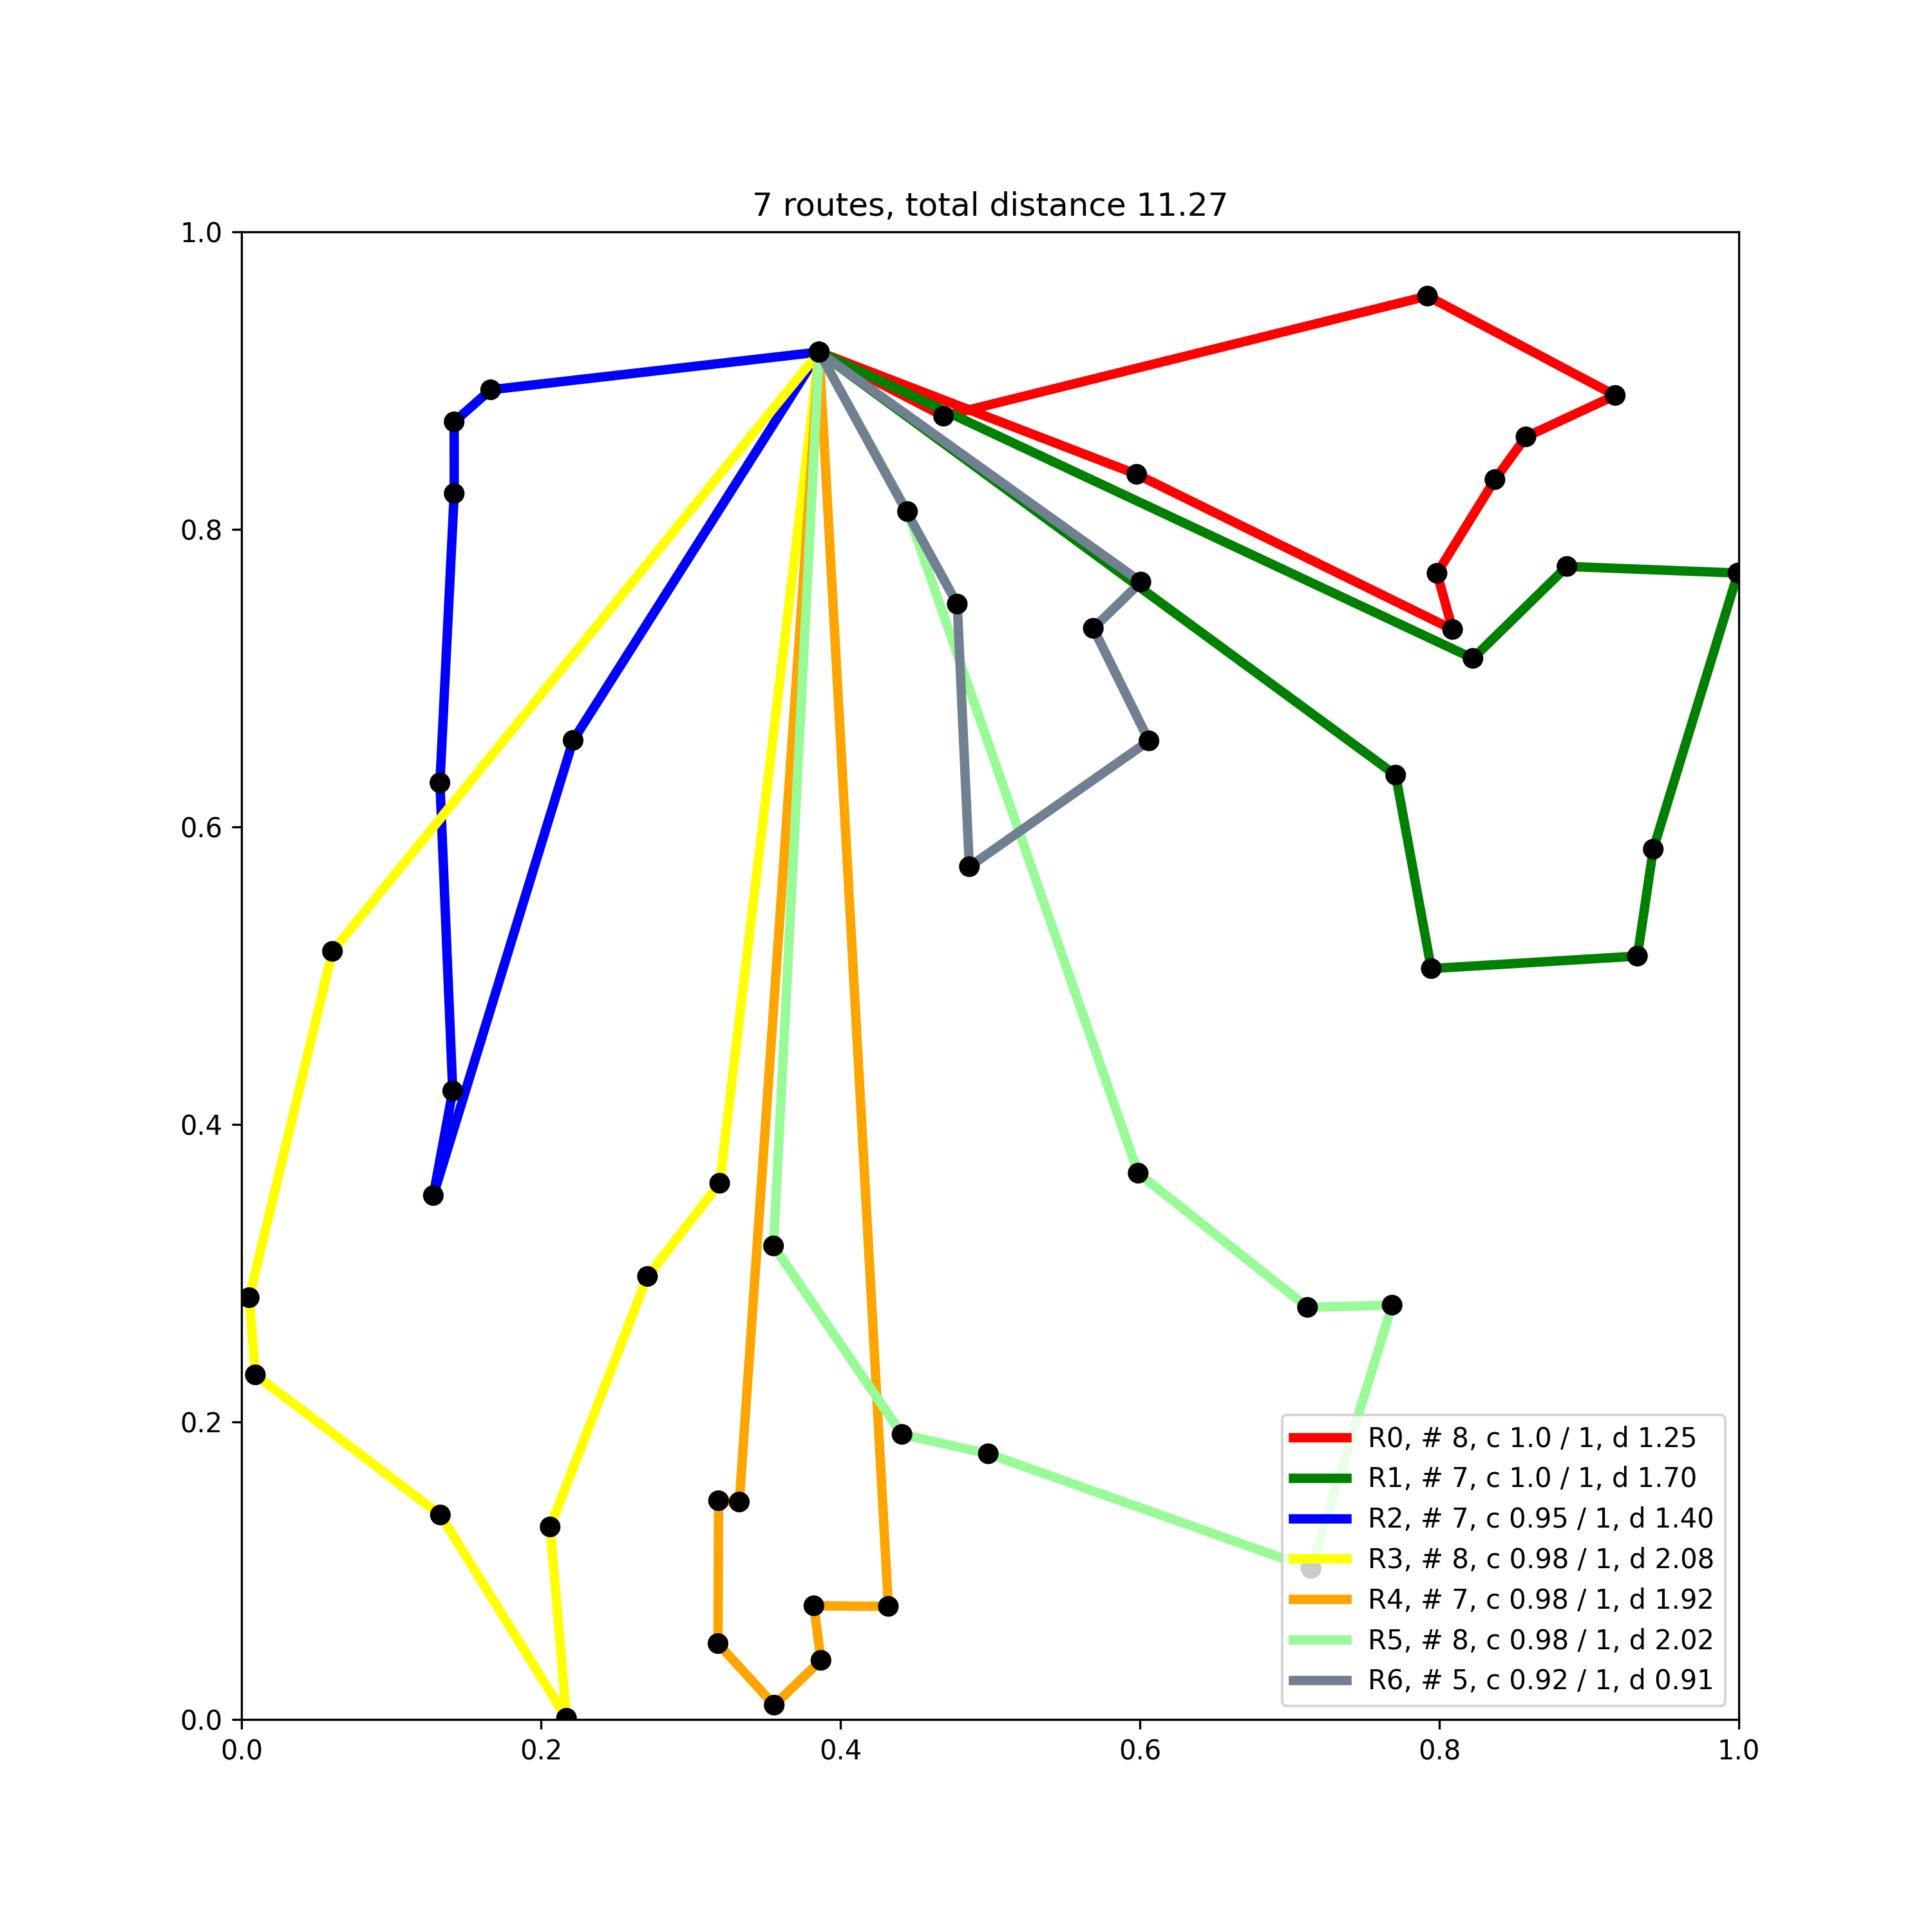 7 routes, total distance 11.27
1.0
0.8
0.6
0.4
0.2
0.0
0.0 0.2 0.4 0.6 0.8 1.0
R0, # 8, c 1.0 / 1, d 1.25
R1, # 7, c 1.0 / 1, d 1.70
R2, # 7, c 0.95 / 1, d 1.40
R3, # 8, c 0.98 / 1, d 2.08
R4, # 7, c 0.98 / 1, d 1.92
R5, # 8, c 0.98 / 1, d 2.02
R6, # 5, c 0.92 / 1, d 0.91